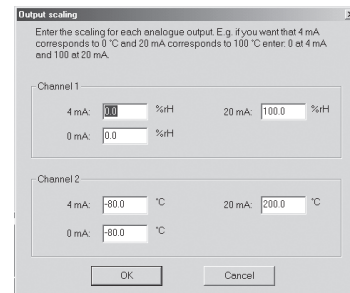 Output scaling
Enter the scaling for each analogue output. E.g. if you want that 4 mA
corresponds to 0 °C and 20 mA corresponds to 100 °C enter: 0 at 4 mA
and 100 at 20 mA.
Channel 1
4 mA: 0.0 %rH 20 mA: 100.0 %rH
0 mA: 0.0 %rH
Channel 2
4 mA: -80.0 °C 20 mA: 200.0 °C
0 mA: -80.0 °C
OK Cancel